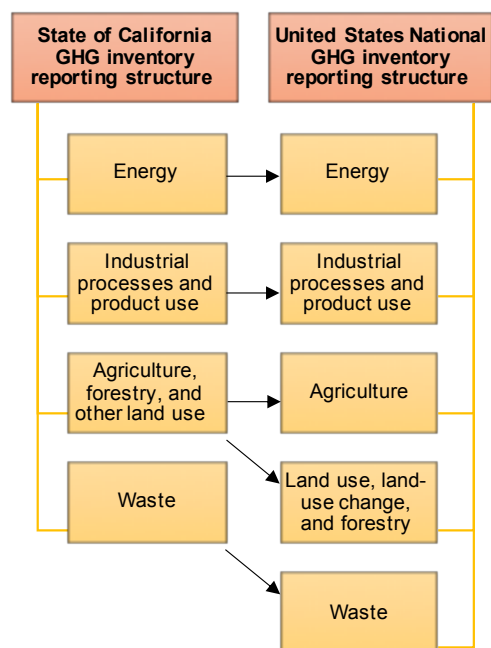 State of California
GHG inventory
reporting structure
United States National
GHG inventory
reporting structure
Energy
Energy
Industrial
processes and
product use
Industrial
processes and
product use
Agriculture,
forestry, and
other land use
Agriculture
Waste
Land use, land-
use change,
and forestry
Waste